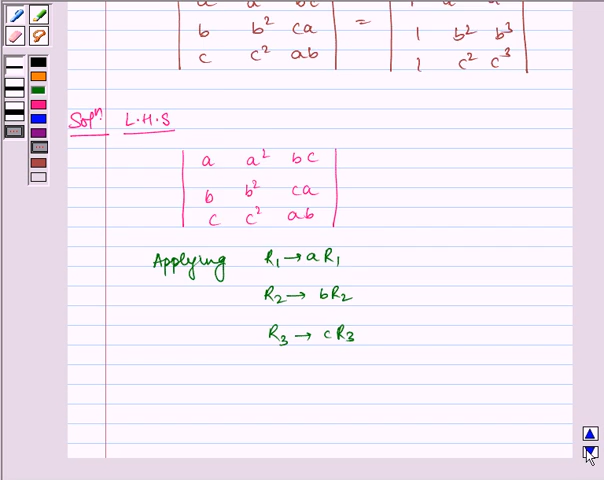 b b² ca = 1 b² b³
c c² ab 1 c² c³
Solⁿ. L.H.S
a a² bc
b b² ca
c c² ab
Applying R₁ → a R₁
R₂ → bR₂
R₃ → cR₃